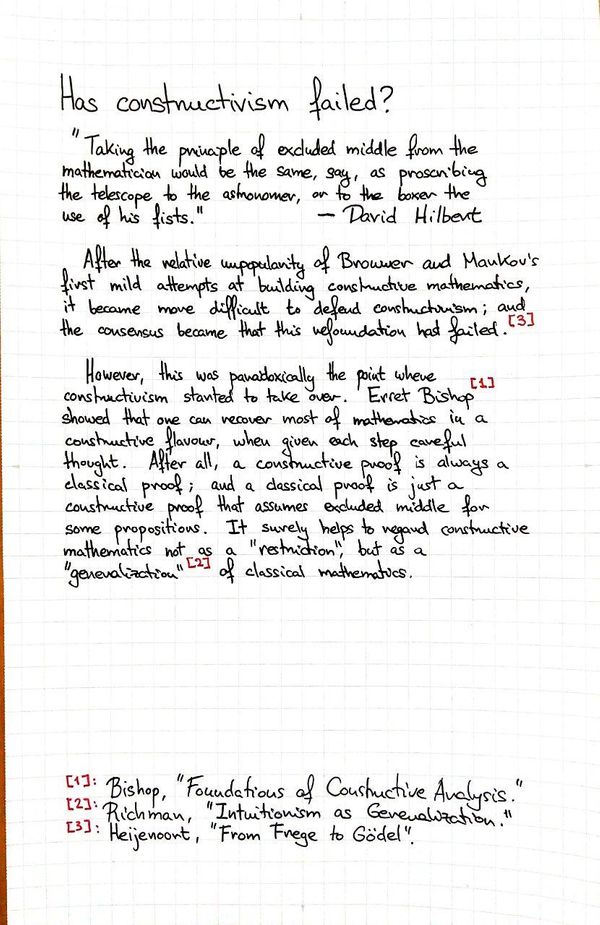 Has constructivism failed?
"Taking the principle of excluded middle from the
mathematician would be the same, say, as proscribing
the telescope to the astronomer, or to the boxer the
use of his fists." — David Hilbert
After the relative unpopularity of Brouwer and Markov's
first mild attempts at building constructive mathematics,
it became more difficult to defend constructivism; and
the consensus became that this refoundation had failed.[3]
However, this was paradoxically the point where
constructivism started to take over. Erret Bishop[1]
showed that one can recover most of mathematics in a
constructive flavour, when given each step careful
thought. After all, a constructive proof is always a
classical proof; and a classical proof is just a
constructive proof that assumes excluded middle for
some propositions. It surely helps to regard constructive
mathematics not as a "restriction", but as a
"generalization"[2] of classical mathematics.
[1]: Bishop, "Foundations of Constructive Analysis."
[2]: Richman, "Intuitionism as Generalization."
[3]: Heijenoort, "From Frege to Gödel".